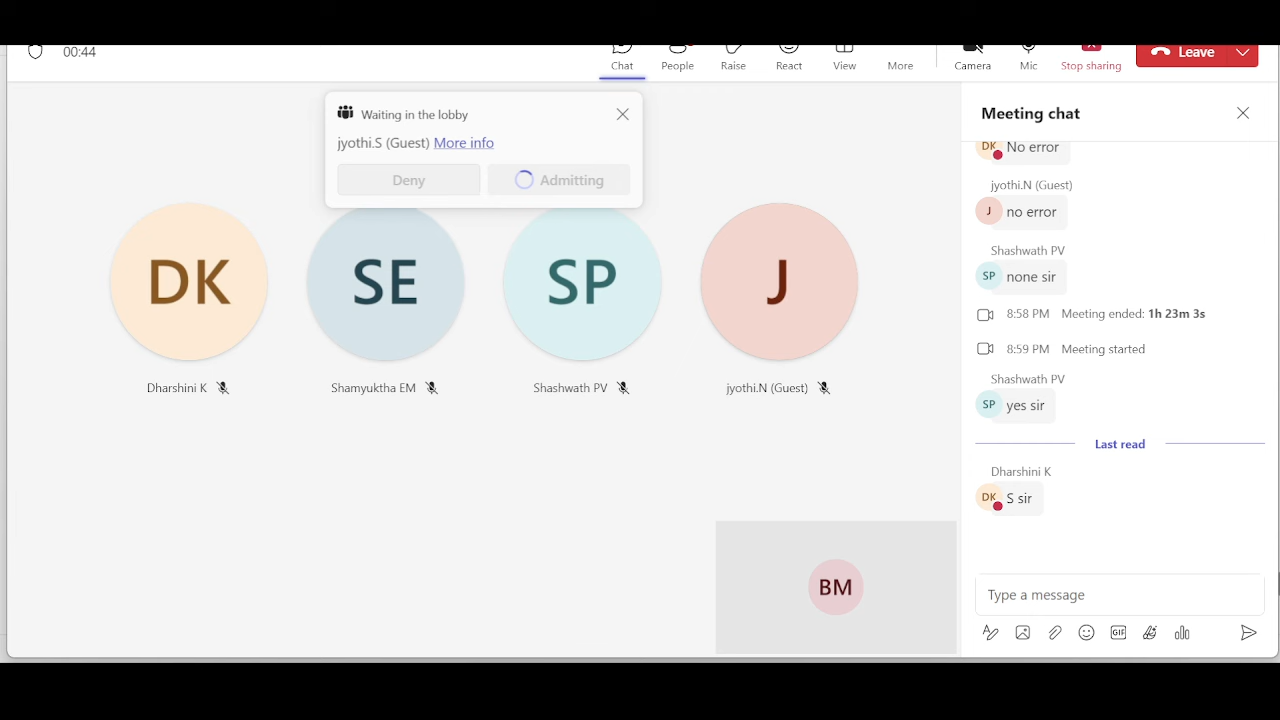 00:44
Chat
People
Raise
React
View
More
Camera
Mic
Stop sharing
Leave
Waiting in the lobby
jyothi.S (Guest) More info
Deny
Admitting
DK
SE
SP
J
Dharshini K
Shamyuktha EM
Shashwath PV
jyothi.N (Guest)
BM
Meeting chat
DK No error
jyothi.N (Guest)
J no error
Shashwath PV
SP none sir
8:58 PM Meeting ended: 1h 23m 3s
8:59 PM Meeting started
Shashwath PV
SP yes sir
Last read
Dharshini K
DK S sir
Type a message
GIF